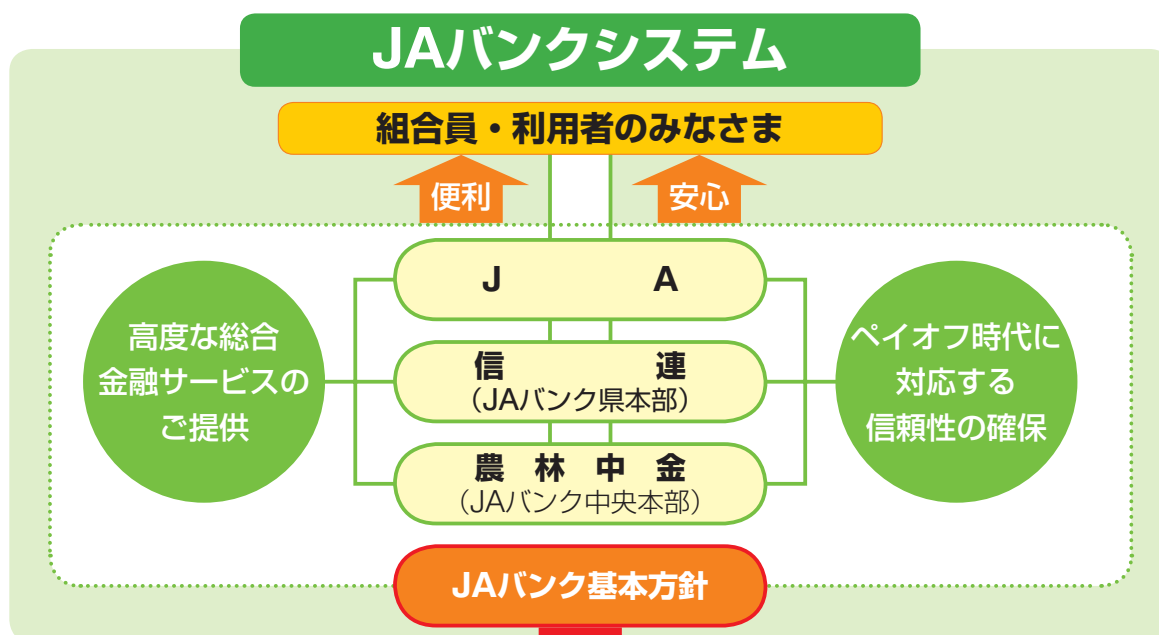 JAバンクシステム
組合員・利用者のみなさま
便利
安心
J A
高度な総合
金融サービスの
ご提供
信 連
(JAバンク県本部)
ペイオフ時代に
対応する
信頼性の確保
農 林 中 金
(JAバンク中央本部)
JAバンク基本方針